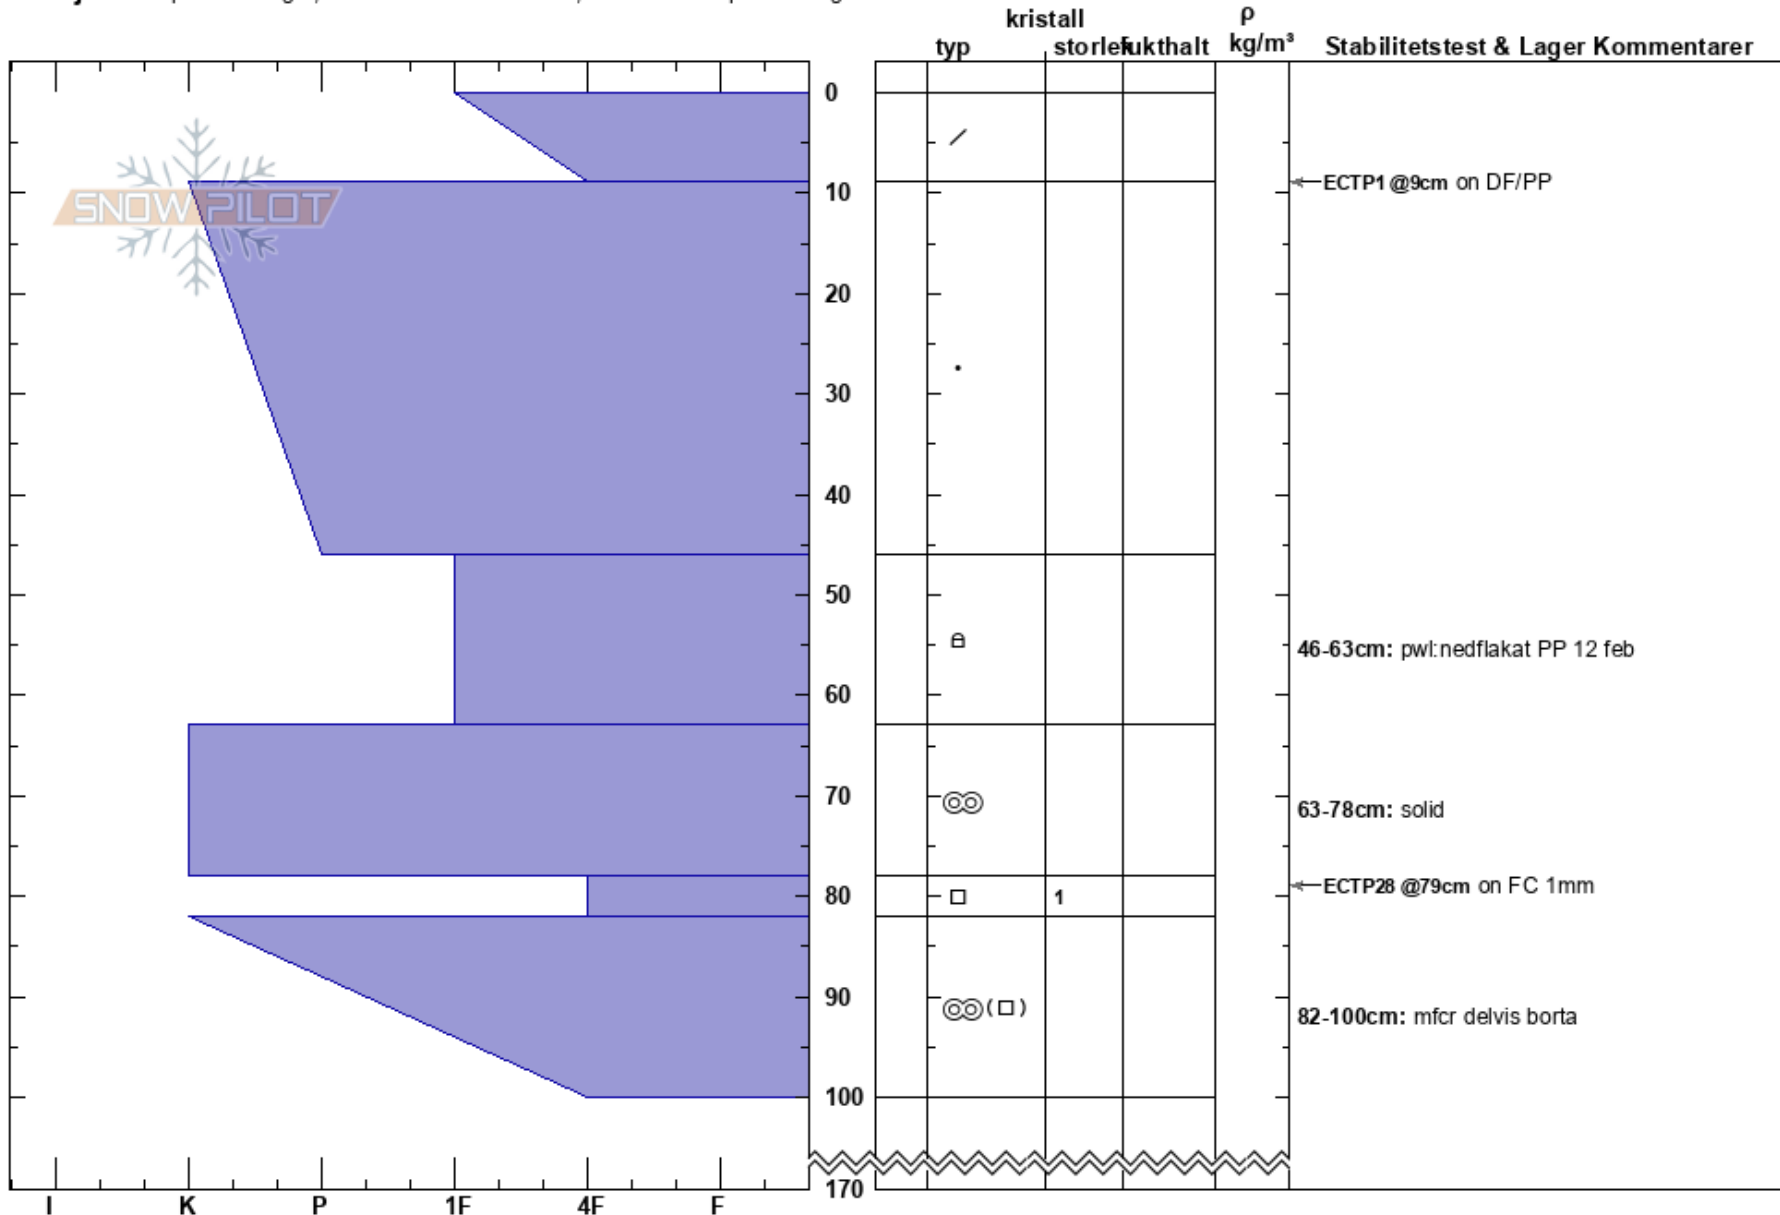 kristall ρ
typ storlek fukthalt kg/m³ Stabilitetstest & Lager Kommentarer
0
SNOWPILOT
10 ECTP1 @9cm on DF/PP
20
30
40
50
46-63cm: pwl:nedflakat PP 12 feb
60
70
63-78cm: solid
80 1 ECTP28 @79cm on FC 1mm
90
( )
82-100cm: mfcr delvis borta
100
170
I K P 1F 4F F